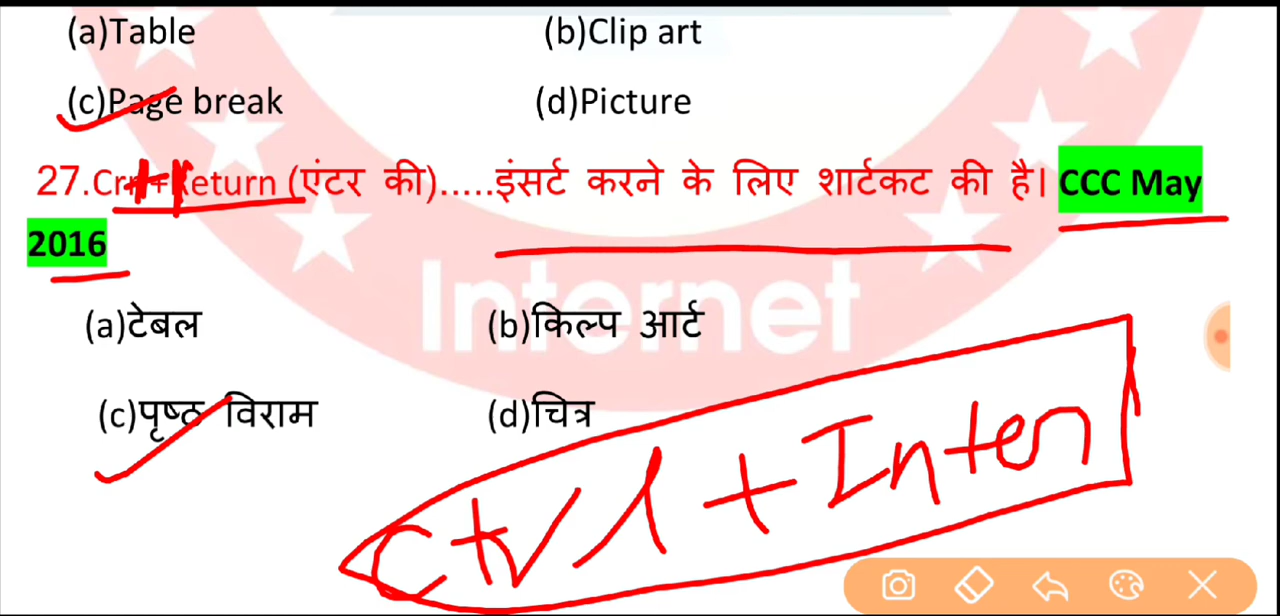 (a)Table (b)Clip art
(c)Page break (d)Picture
27.Crr+Return (एंटर की).....इंसर्ट करने के लिए शार्टकट की है। CCC May
2016
Internet
(a)टेबल (b)किल्प आर्ट
(c)पृष्ठ विराम (d)चित्र
Ctrl + Inter